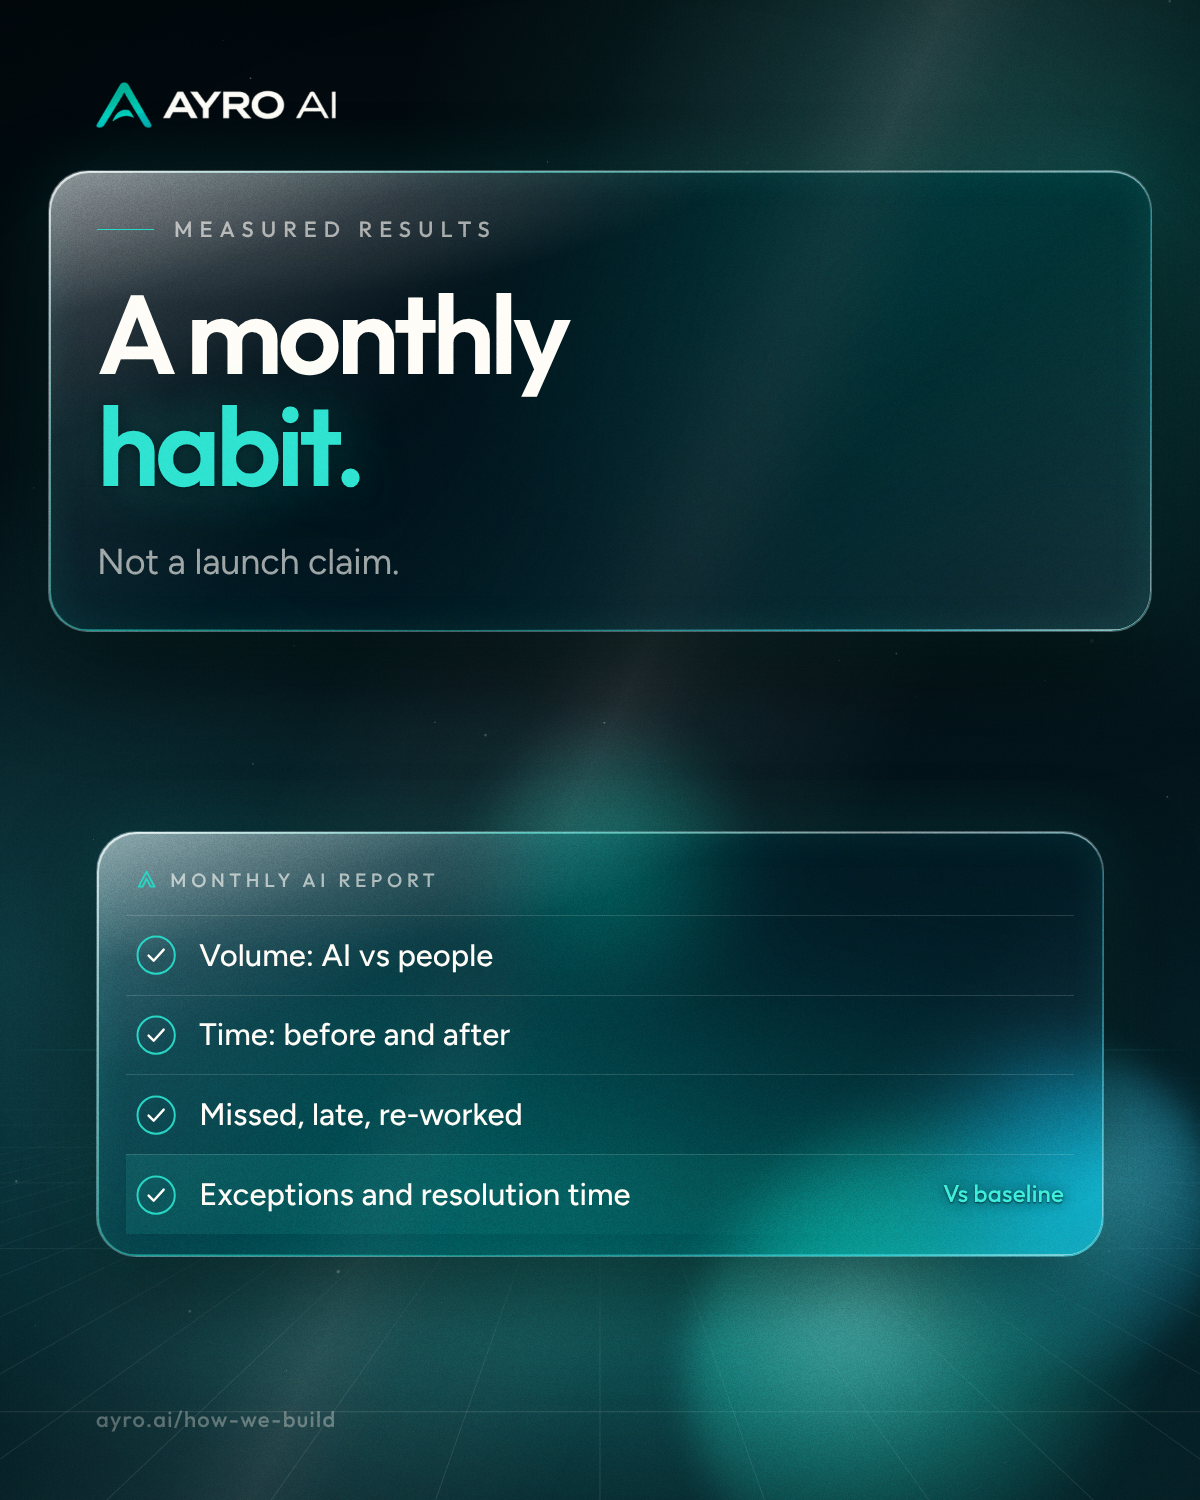 AYRO AI
MEASURED RESULTS
A monthly
habit.
Not a launch claim.
MONTHLY AI REPORT
Volume: AI vs people
Time: before and after
Missed, late, re-worked
Exceptions and resolution time
Vs baseline
ayro.ai/how-we-build